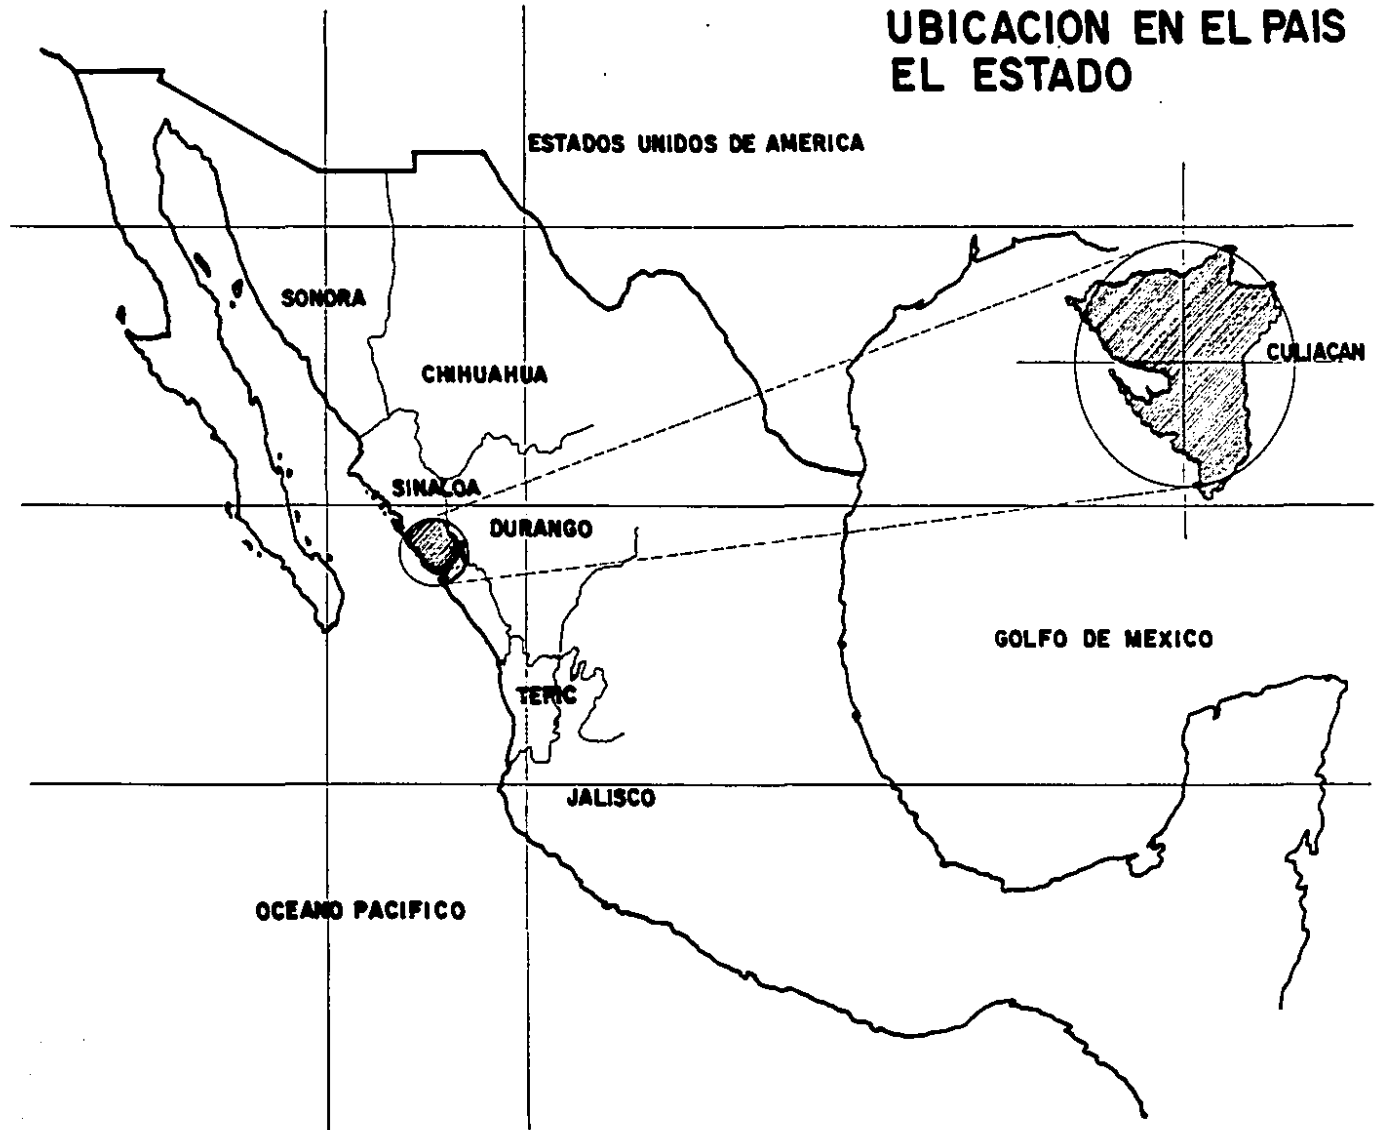 UBICACION EN EL PAIS
EL ESTADO
ESTADOS UNIDOS DE AMERICA
SONORA
CULIACAN
CHIHUAHUA
SINALOA
DURANGO
GOLFO DE MEXICO
TEPIC
JALISCO
OCEANO PACIFICO